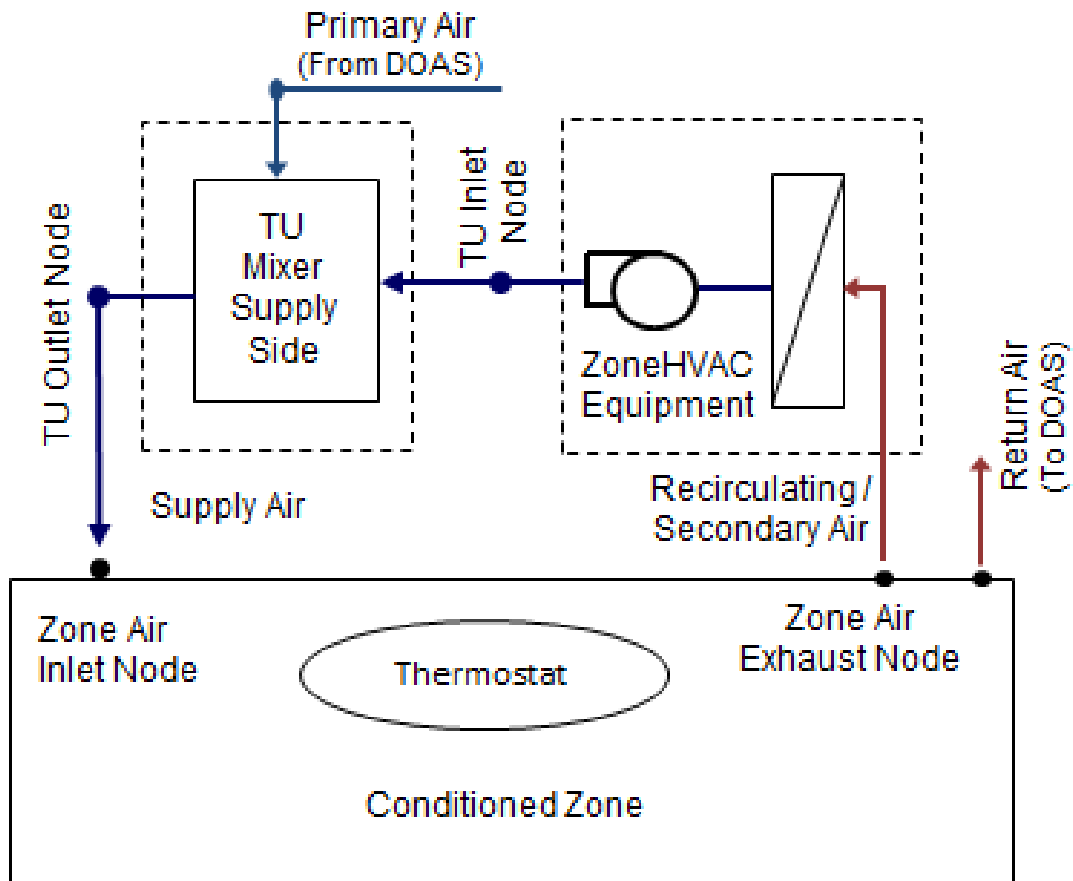 Primary Air
(From DOAS)
TU Outlet Node
TU
Mixer
Supply
Side
TU Inlet
Node
ZoneHVAC
Equipment
Return Air
(To DOAS)
Supply Air
Recirculating /
Secondary Air
Zone Air
Inlet Node
Thermostat
Zone Air
Exhaust Node
Conditioned Zone